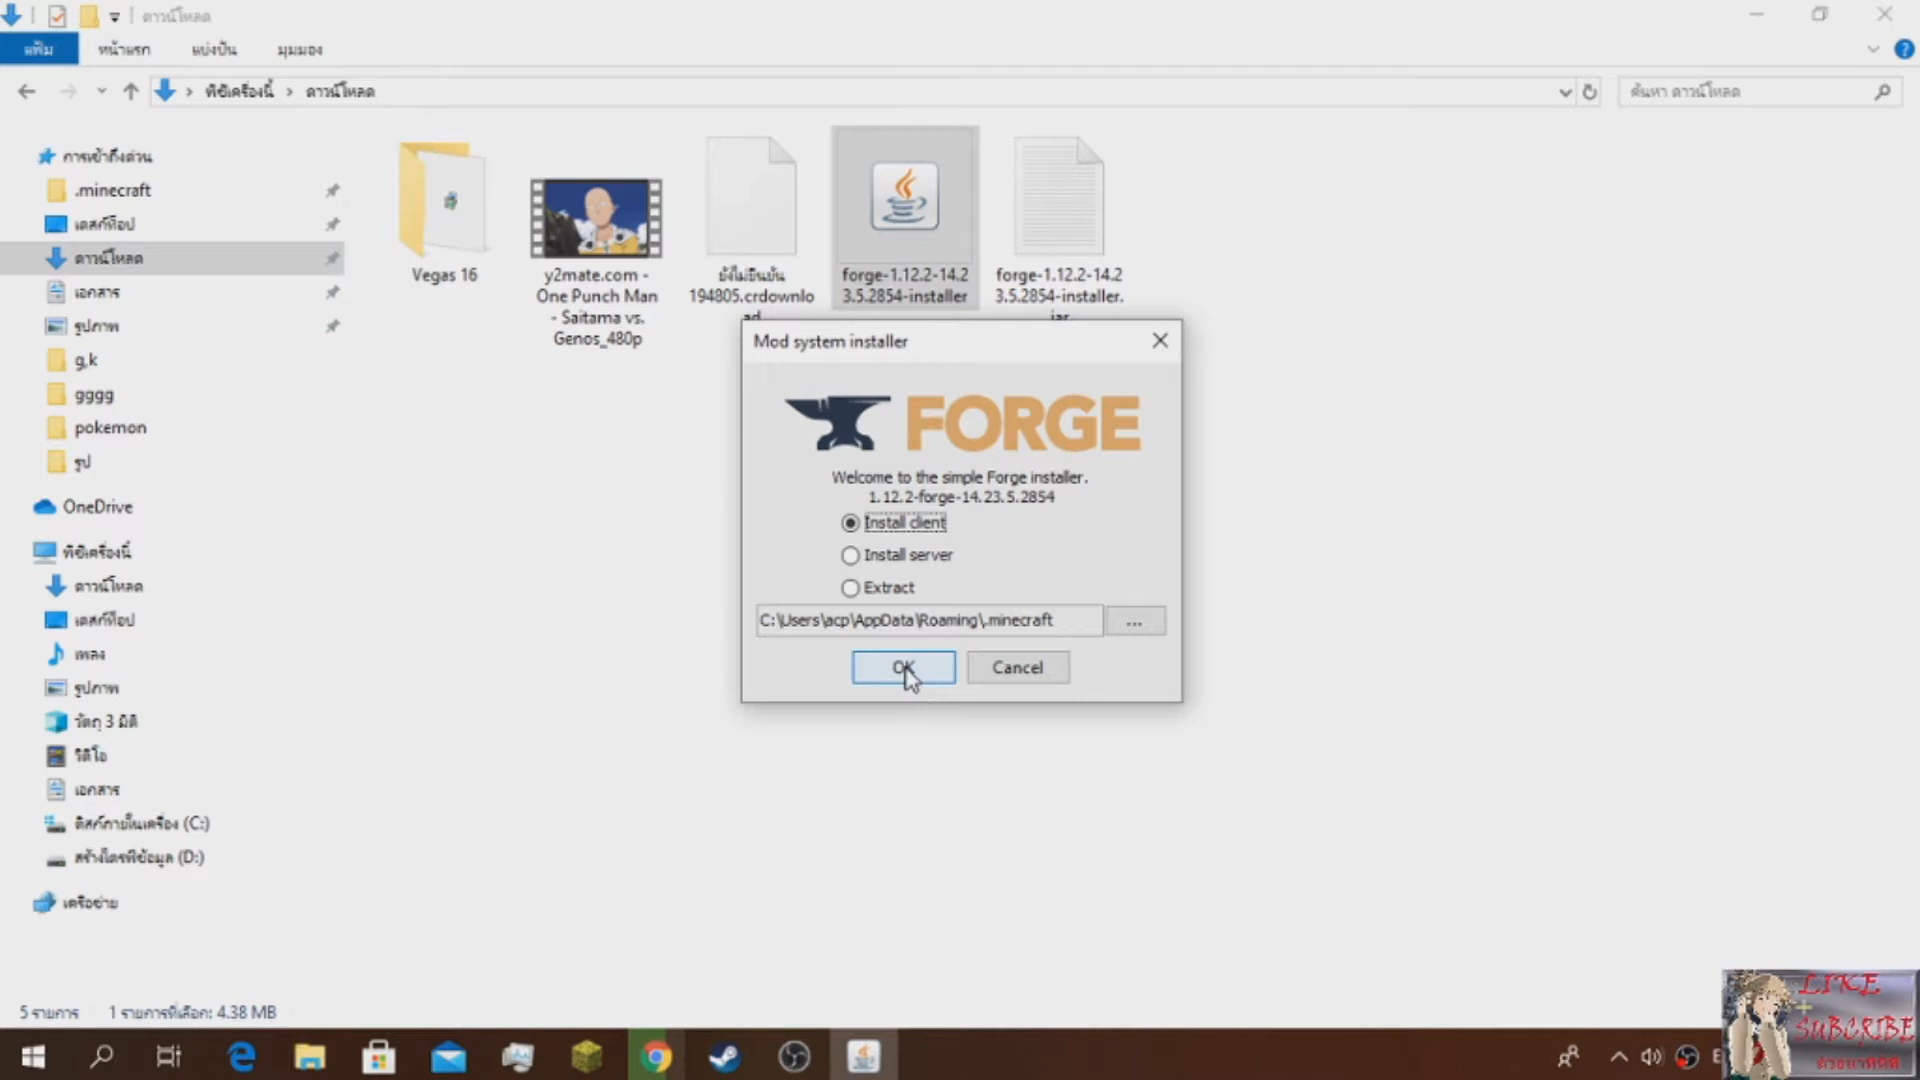 ดาวน์โหลด
แฟ้ม
หน้าแรก
แบ่งปัน
มุมมอง
พีซีเครื่องนี้ > ดาวน์โหลด
ค้นหา ดาวน์โหลด
การเข้าถึงด่วน
.minecraft
เดสก์ท็อป
ดาวน์โหลด
เอกสาร
รูปภาพ
g,k
gggg
pokemon
รูป
OneDrive
พีซีเครื่องนี้
ดาวน์โหลด
เดสก์ท็อป
เพลง
รูปภาพ
วัตถุ 3 มิติ
วิดีโอ
เอกสาร
ดิสก์ภายในเครื่อง (C:)
สร้างไดรฟ์ข้อมูล (D:)
เครือข่าย
Vegas 16
y2mate.com -
One Punch Man
- Saitama vs.
Genos_480p
ยังไม่ยืนยัน
194805.crdownlo
ad
forge-1.12.2-14.2
3.5.2854-installer
forge-1.12.2-14.2
3.5.2854-installer.
jar
Mod system installer
FORGE
Welcome to the simple Forge installer.
1.12.2-forge-14.23.5.2854
Install client
Install server
Extract
C:\Users\acp\AppData\Roaming\.minecraft
...
OK
Cancel
5 รายการ
1 รายการที่เลือก: 4.38 MB
LIKE
SUBCRIBE